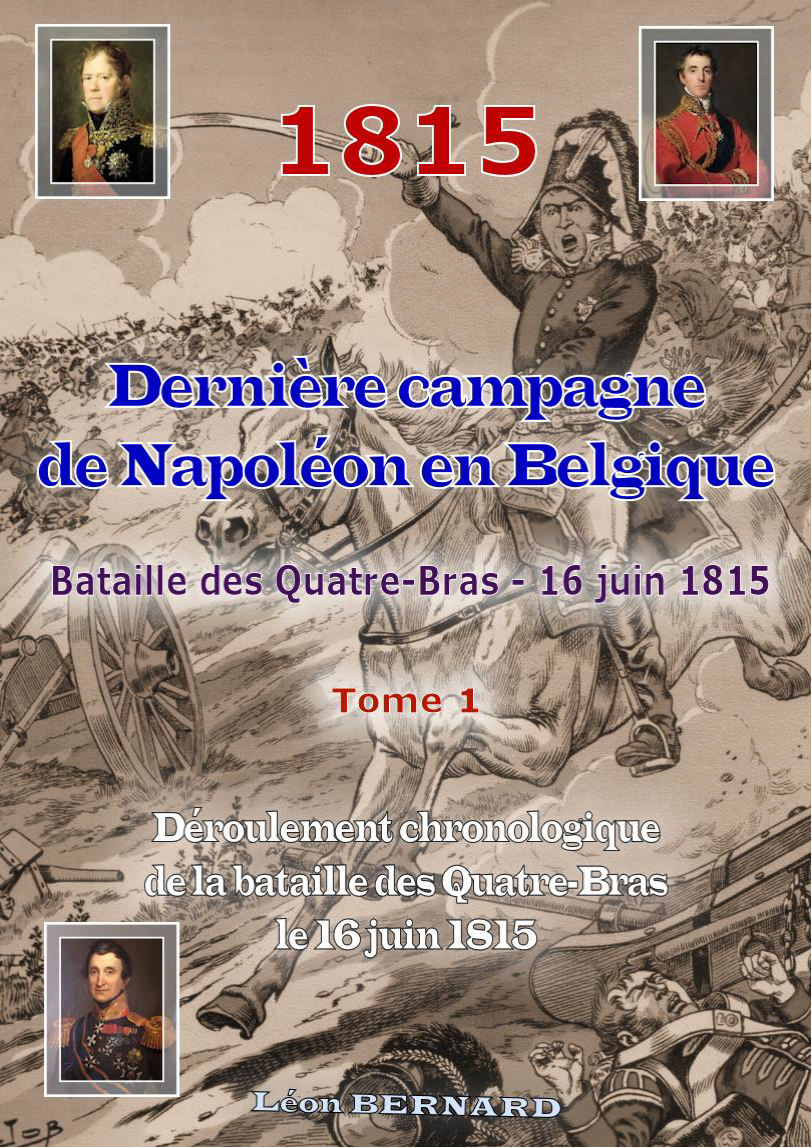 1815
Dernière campagne
de Napoléon en Belgique
Bataille des Quatre-Bras - 16 juin 1815
Tome 1
Déroulement chronologique
de la bataille des Quatre-Bras
le 16 juin 1815
Léon BERNARD
JOB